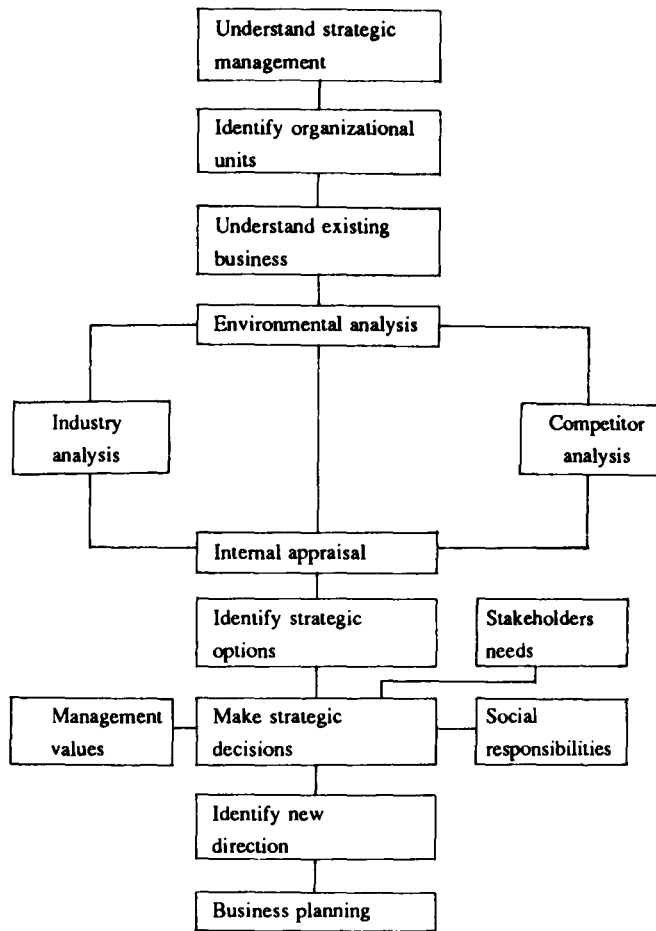 Understand strategic
management
Identify organizational
units
Understand existing
business
Environmental analysis
Industry
analysis
Competitor
analysis
Internal appraisal
Identify strategic
options
Stakeholders
needs
Management
values
Make strategic
decisions
Social
responsibilities
Identify new
direction
Business planning